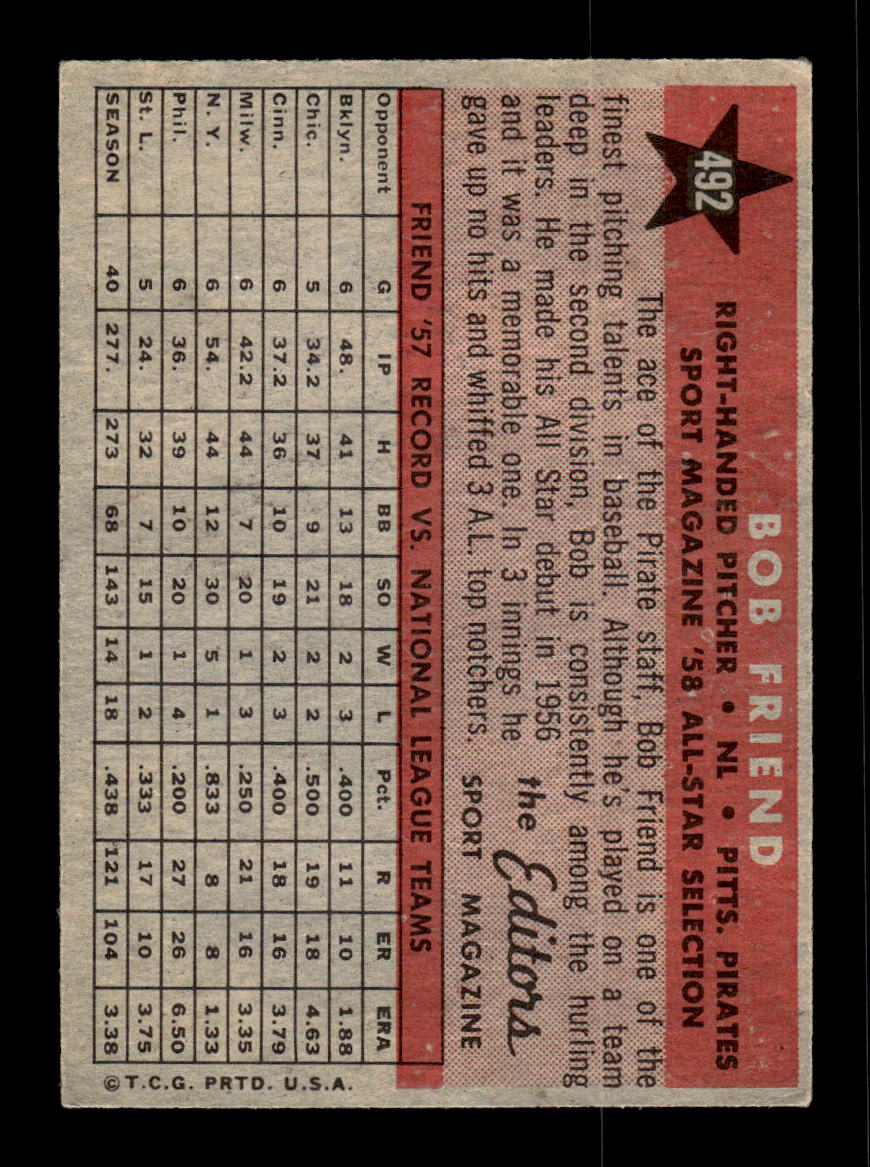 492
BOB FRIEND
RIGHT-HANDED PITCHER • NL • PITTS. PIRATES
SPORT MAGAZINE '58 ALL-STAR SELECTION
The ace of the Pirate staff, Bob Friend is one of the
finest pitching talents in baseball. Although he's played on a team
deep in the second division, Bob is consistently among the hurling
leaders. He made his All Star debut in 1956
and it was a memorable one. In 3 innings he
gave up no hits and whiffed 3 A.L. top notchers.
the Editors
SPORT MAGAZINE
FRIEND '57 RECORD VS. NATIONAL LEAGUE TEAMS
Opponent G IP H BB SO W L Pct. R ER ERA
Bklyn. 6 48. 41 13 18 2 3 .400 11 10 1.88
Chic. 5 34.2 37 9 21 2 2 .500 19 18 4.63
Cinn. 6 37.2 36 10 19 2 3 .400 18 16 3.79
Milw. 6 42.2 44 7 20 1 3 .250 21 16 3.35
N. Y. 6 54. 44 12 30 5 1 .833 8 8 1.33
Phil. 6 36. 39 10 20 1 4 .200 27 26 6.50
St. L. 5 24. 32 7 15 1 2 .333 17 10 3.75
SEASON 40 277. 273 68 143 14 18 .438 121 104 3.38
© T.C.G. PRTD. U.S.A.